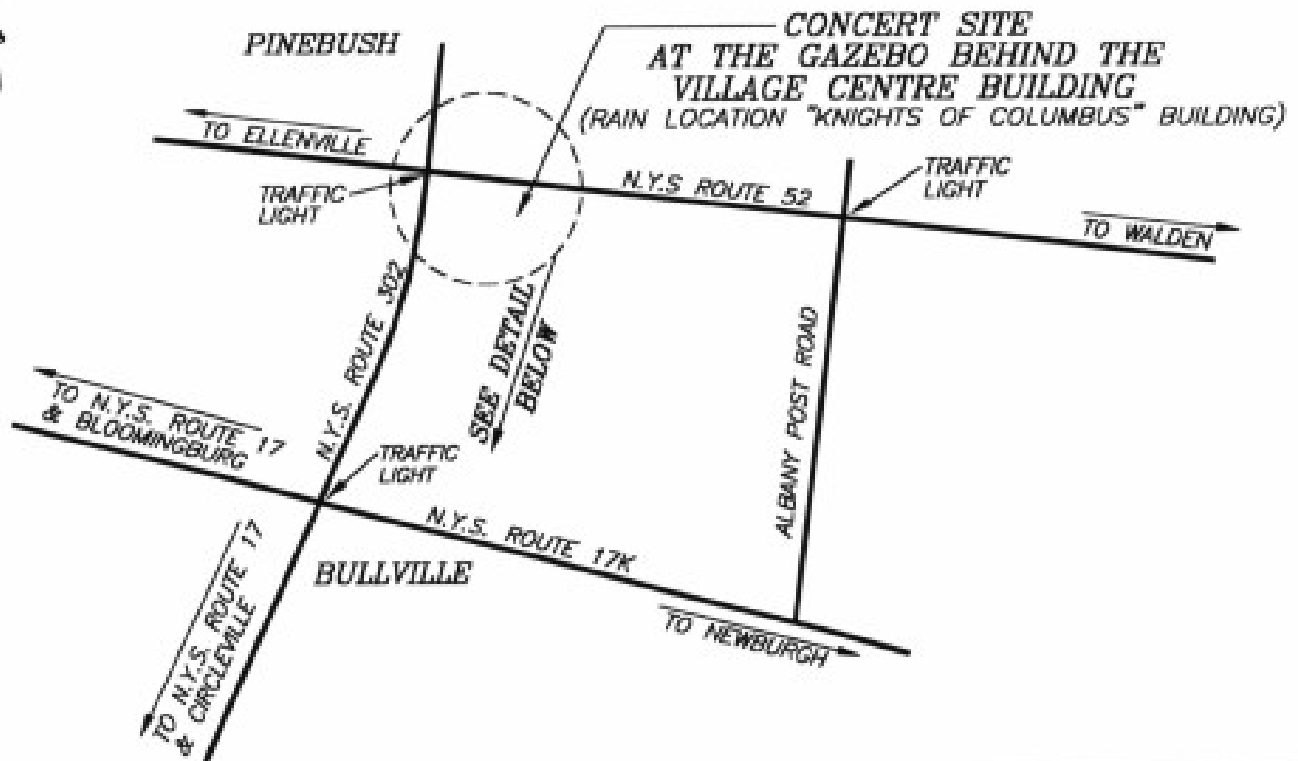 PINEBUSH
CONCERT SITE
AT THE GAZEBO BEHIND THE
VILLAGE CENTRE BUILDING
(RAIN LOCATION "KNIGHTS OF COLUMBUS" BUILDING)
TO ELLENVILLE
TRAFFIC
LIGHT
N.Y.S ROUTE 52
TRAFFIC
LIGHT
TO WALDEN
N.Y.S. ROUTE 302
SEE DETAIL
BELOW
ALBANY POST ROAD
TO N.Y.S. ROUTE 17
& BLOOMINGBURG
TRAFFIC
LIGHT
N.Y.S. ROUTE 17K
BULLVILLE
TO N.Y.S. ROUTE 17
& CIRCLEVILLE
TO NEWBURGH